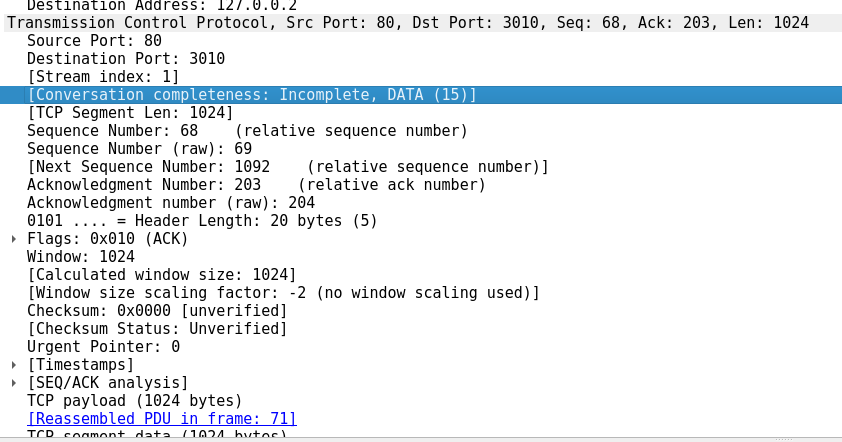 Destination Address: 127.0.0.2
Transmission Control Protocol, Src Port: 80, Dst Port: 3010, Seq: 68, Ack: 203, Len: 1024
Source Port: 80
Destination Port: 3010
[Stream index: 1]
[Conversation completeness: Incomplete, DATA (15)]
[TCP Segment Len: 1024]
Sequence Number: 68    (relative sequence number)
Sequence Number (raw): 69
[Next Sequence Number: 1092    (relative sequence number)]
Acknowledgment Number: 203    (relative ack number)
Acknowledgment number (raw): 204
0101 .... = Header Length: 20 bytes (5)
Flags: 0x010 (ACK)
Window: 1024
[Calculated window size: 1024]
[Window size scaling factor: -2 (no window scaling used)]
Checksum: 0x0000 [unverified]
[Checksum Status: Unverified]
Urgent Pointer: 0
[Timestamps]
[SEQ/ACK analysis]
TCP payload (1024 bytes)
[Reassembled PDU in frame: 71]
TCP segment data (1024 bytes)